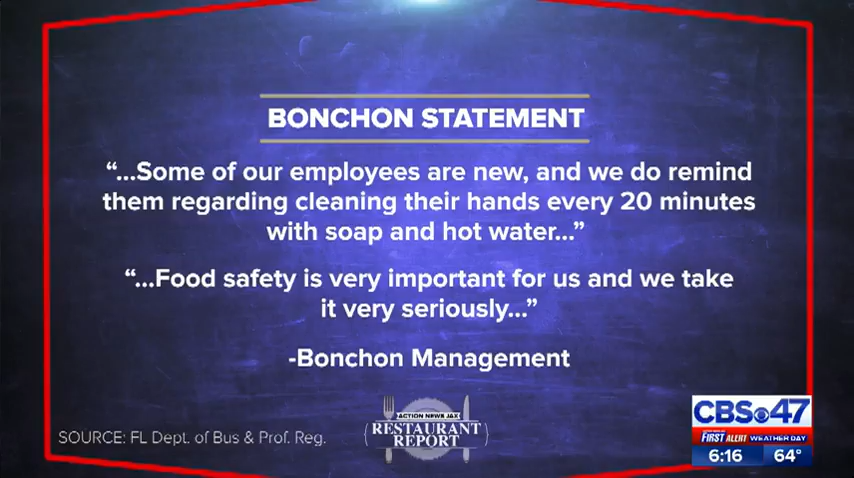 BONCHON STATEMENT
“...Some of our employees are new, and we do remind
them regarding cleaning their hands every 20 minutes
with soap and hot water...”
“...Food safety is very important for us and we take
it very seriously...”
-Bonchon Management
ACTION NEWS JAX
RESTAURANT
REPORT
SOURCE: FL Dept. of Bus & Prof. Reg.
CBS 47
FIRST ALERT WEATHER DAY
6:16 64°